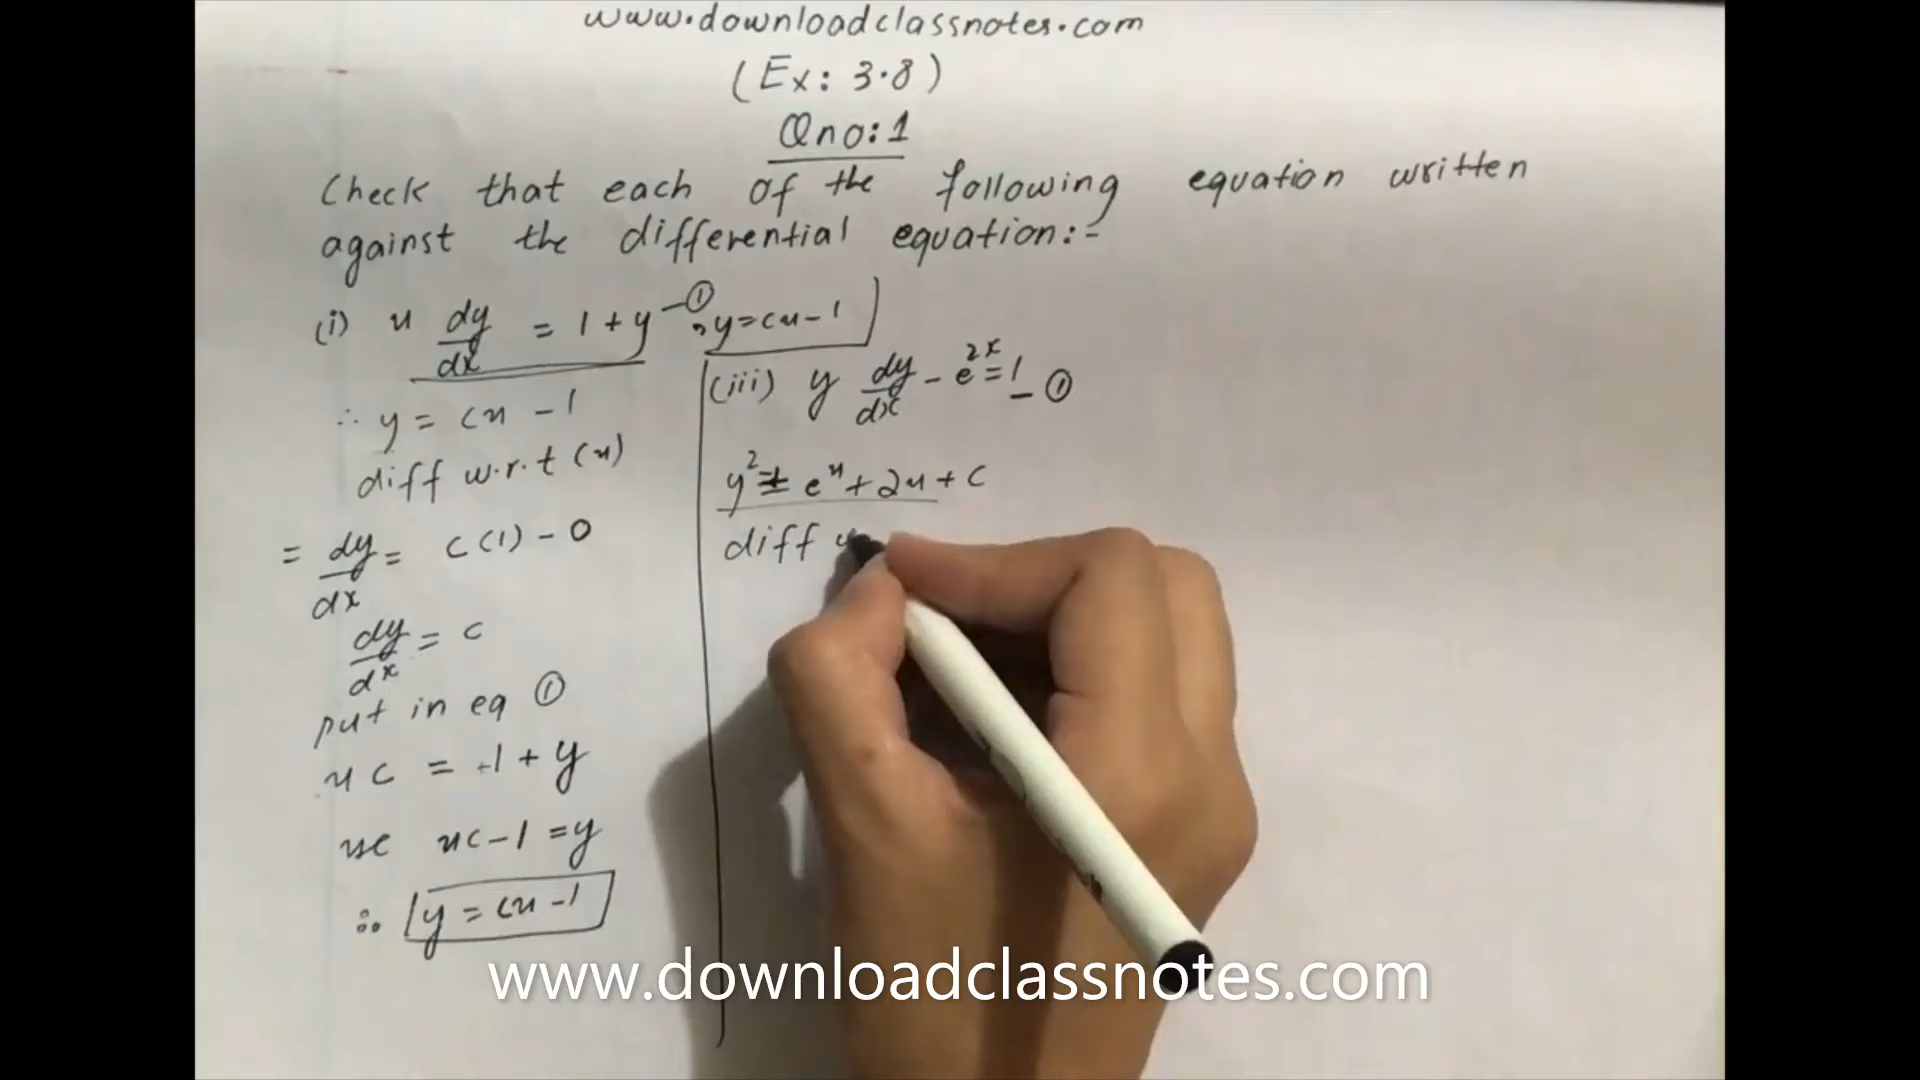 www.downloadclassnotes.com
(Ex: 3.8)
Qno:1
Check that each of the following equation written
against the differential equation:-
(i) x dy/dx = 1 + y —① , y = cx - 1
∴ y = cx - 1
diff w.r.t (x)
= dy/dx = c(1) - 0
dy/dx = c
put in eq ①
xc = 1 + y
xc xc - 1 = y
∴ y = cx - 1
(iii) y dy/dx - e^2x = 1 — ①
y² = e^x + 2x + c
diff
www.downloadclassnotes.com